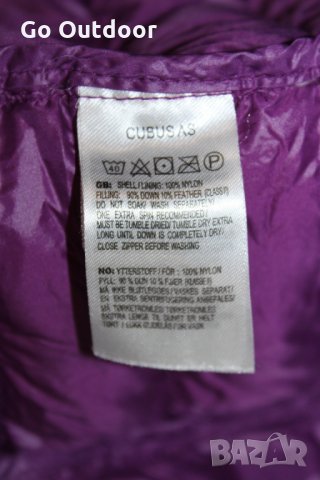 Go Outdoor
CUBUS AS
40 P
GB: SHELL/LINING: 100% NYLON
FILLING: 90% DOWN 10% FEATHER (CLASS I)
DO NOT SOAK/ WASH SEPARATELY/
ONE EXTRA SPIN RECOMMENDED/
MUST BE TUMBLE DRIED/TUMBLE DRY EXTRA
LONG UNTIL DOWN IS COMPLETELY DRY/
CLOSE ZIPPER BEFORE WASHING
NO: YTTERSTOFF / FÔR : 100% NYLON
FYLL: 90 % DUN 10 % FJÆR (KLASSE I)
MÅ IKKE BLØTLEGGES/VASKES SEPARAT/
EN EKSTRA SENTRIFUGERING ANBEFALES/
MÅ TØRKETROMLES/ TØRKETROMLES
EKSTRA LENGE TIL DUNET ER HELT
TØRT / LUKK GLIDELÅS FØR VASK
BAZAR